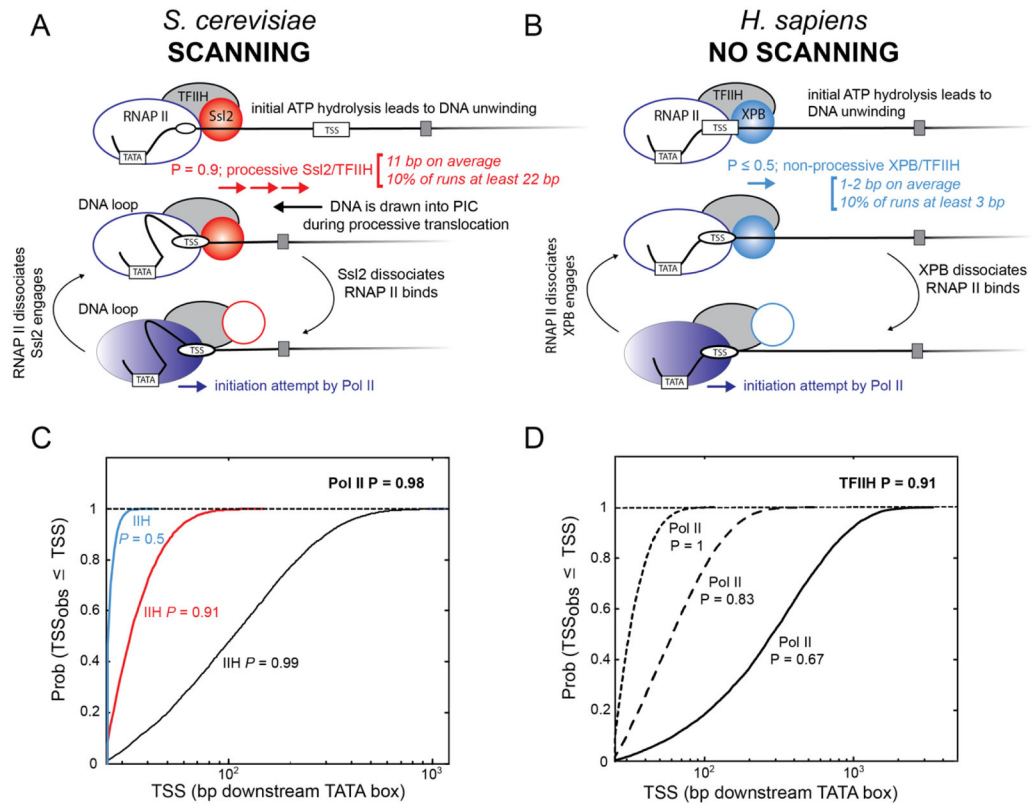 A
S. cerevisiae
SCANNING
TFIIH
RNAP II
Ssl2
TATA
initial ATP hydrolysis leads to DNA unwinding
TSS
P = 0.9; processive Ssl2/TFIIH
11 bp on average
10% of runs at least 22 bp
DNA loop
DNA is drawn into PIC
during processive translocation
TSS
TATA
RNAP II dissociates
Ssl2 engages
Ssl2 dissociates
RNAP II binds
DNA loop
TSS
TATA
initiation attempt by Pol II
B
H. sapiens
NO SCANNING
TFIIH
RNAP II
XPB
TSS
TATA
initial ATP hydrolysis leads to
DNA unwinding
P ≤ 0.5; non-processive XPB/TFIIH
1-2 bp on average
10% of runs at least 3 bp
TSS
TATA
RNAP II dissociates
XPB engages
XPB dissociates
RNAP II binds
TSS
TATA
initiation attempt by Pol II
C
Pol II P = 0.98
IIH
P = 0.5
IIH P = 0.91
IIH P = 0.99
Prob (TSSobs ≤ TSS)
1
0.8
0.6
0.4
0.2
0
10²
10³
TSS (bp downstream TATA box)
D
TFIIH P = 0.91
Pol II
P = 1
Pol II
P = 0.83
Pol II
P = 0.67
Prob (TSSobs ≤ TSS)
1
0.8
0.6
0.4
0.2
0
10²
10³
TSS (bp downstream TATA box)